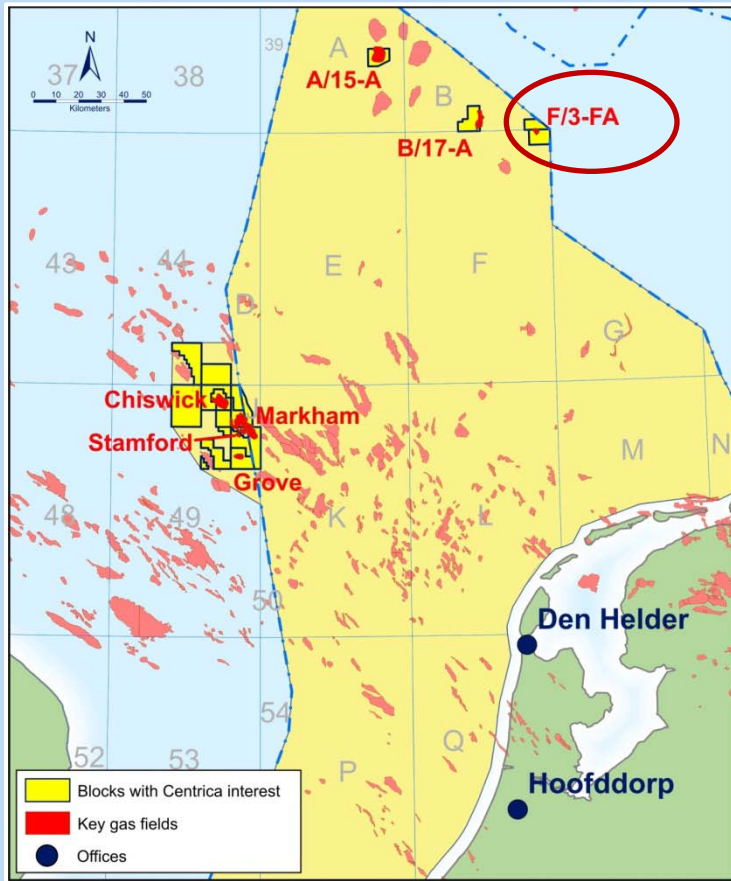 39
N
37
38
A
A/15-A
B
F/3-FA
0 10 20 30 40 50
Kilometers
B/17-A
43
44
E
F
D
G
Chiswick
J
Markham
Stamford
Grove
M
N
48
49
K
L
50
Den Helder
54
52
53
P
Q
Hoofddorp
Blocks with Centrica interest
Key gas fields
Offices